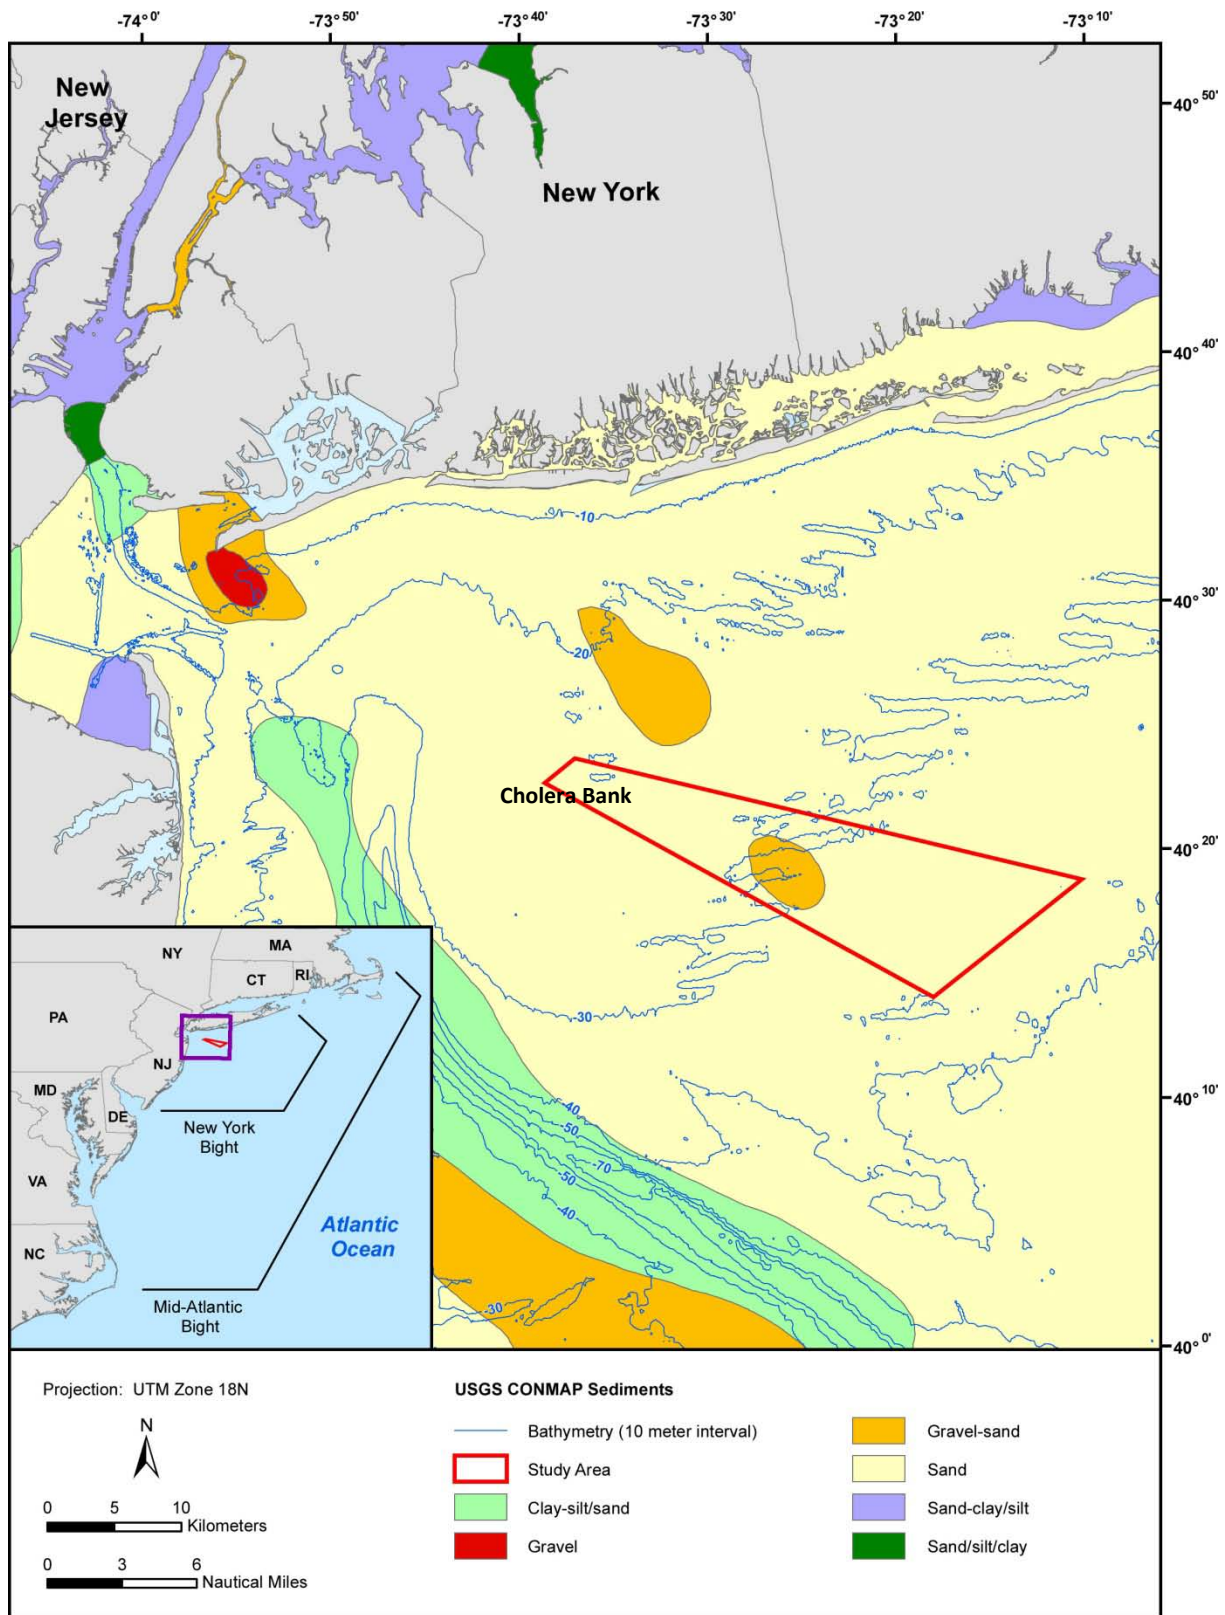 -74° 0'
-73° 50'
-73° 40'
-73° 30'
-73° 20'
-73° 10'
New
Jersey
New York
40° 50'
40° 40'
40° 30'
40° 20'
40° 10'
40° 0'
-10
-20
Cholera Bank
-30
-40
-50
-70
-50
-40
-30
NY
MA
CT
RI
PA
NJ
MD
DE
VA
NC
New York
Bight
Atlantic
Ocean
Mid-Atlantic
Bight
Projection: UTM Zone 18N
N
0 5 10
Kilometers
0 3 6
Nautical Miles
USGS CONMAP Sediments
Bathymetry (10 meter interval)
Study Area
Clay-silt/sand
Gravel
Gravel-sand
Sand
Sand-clay/silt
Sand/silt/clay